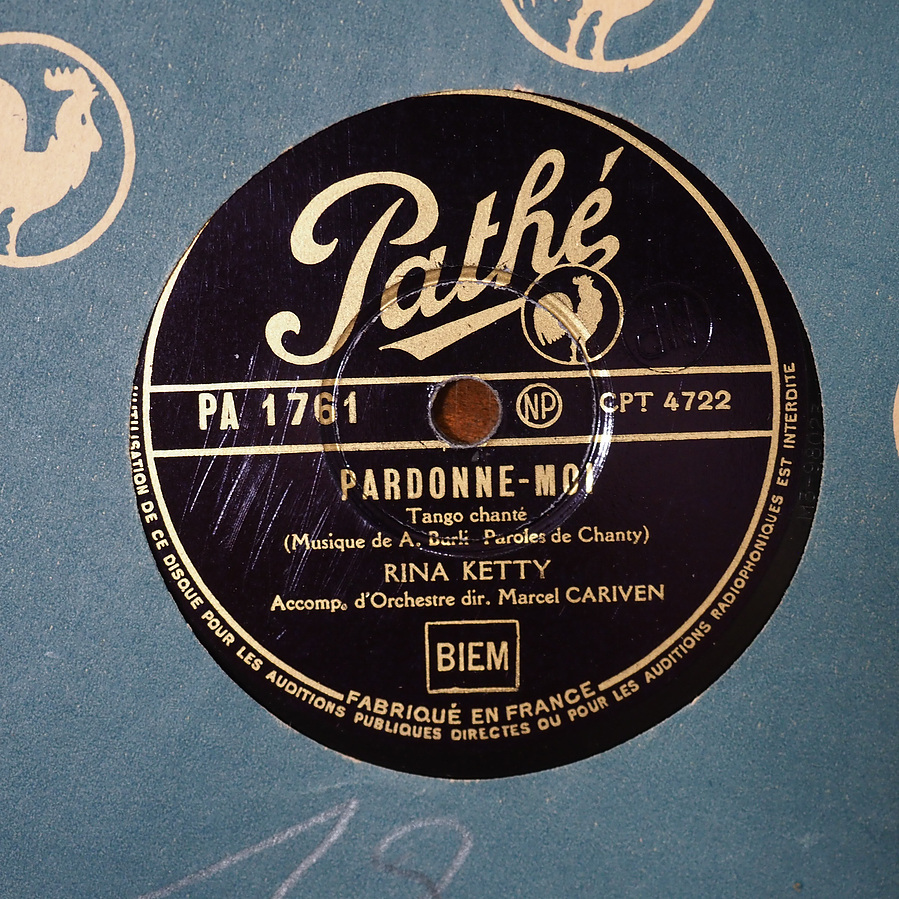 Pathé
PA 1761 NP CPT 4722
PARDONNE-MOI
Tango chanté
(Musique de A. Burli - Paroles de Chanty)
RINA KETTY
Accomp. d'Orchestre dir. Marcel CARIVEN
BIEM
FABRIQUÉ EN FRANCE
L'UTILISATION DE CE DISQUE POUR LES AUDITIONS PUBLIQUES DIRECTES OU POUR LES AUDITIONS RADIOPHONIQUES EST INTERDITE